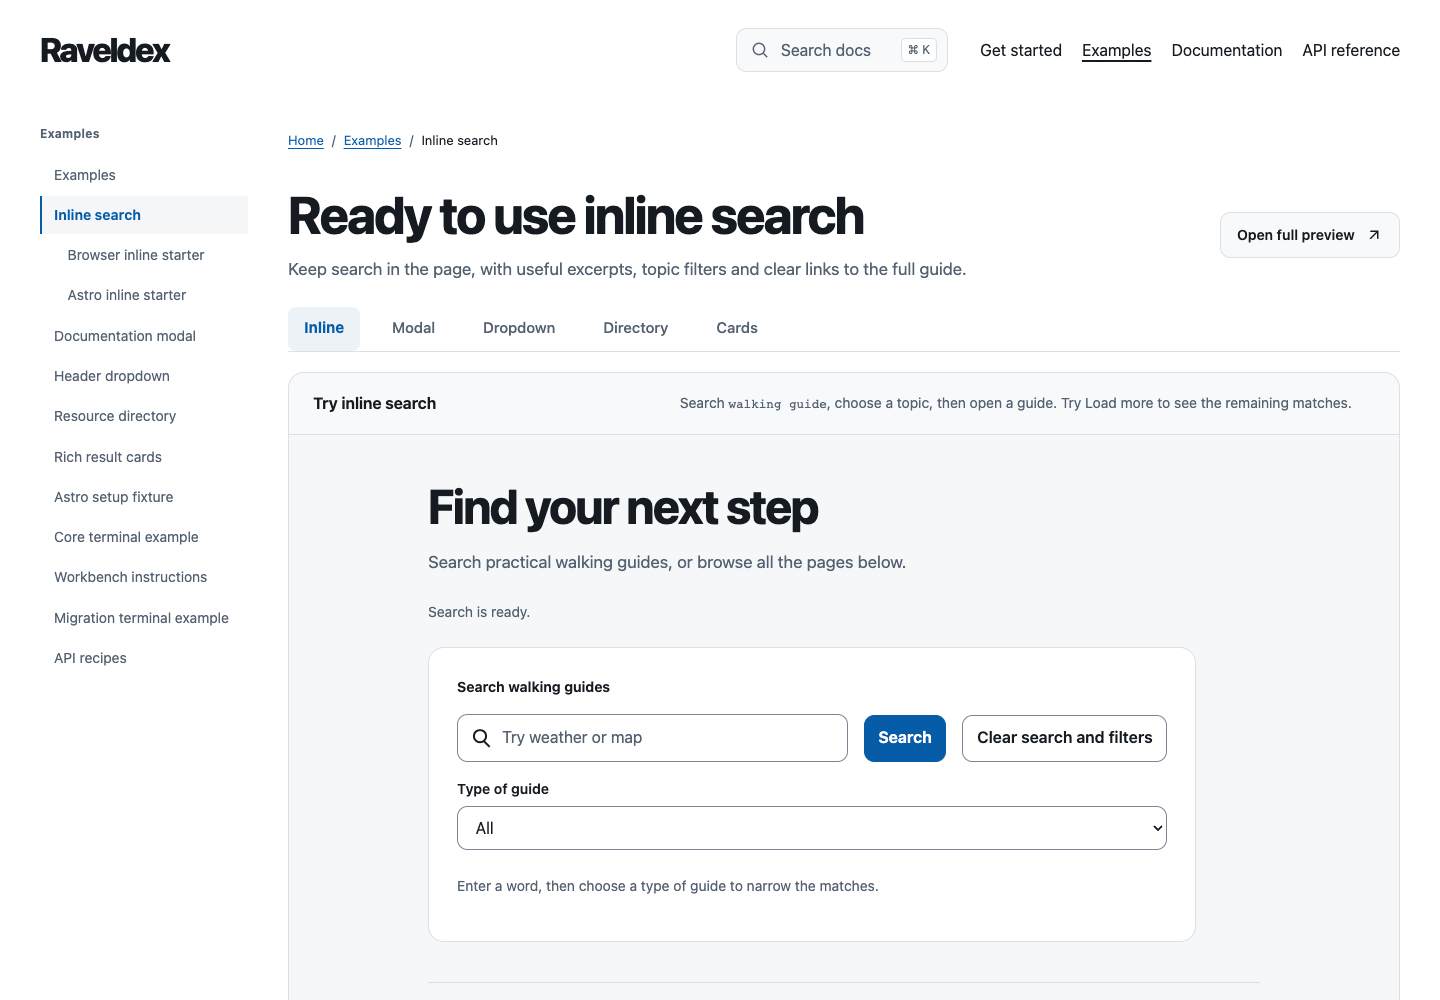 Raveldex
Search docs
⌘ K
Get started
Examples
Documentation
API reference
Examples
Examples
Inline search
Browser inline starter
Astro inline starter
Documentation modal
Header dropdown
Resource directory
Rich result cards
Astro setup fixture
Core terminal example
Workbench instructions
Migration terminal example
API recipes
Home / Examples / Inline search
Ready to use inline search
Keep search in the page, with useful excerpts, topic filters and clear links to the full guide.
Open full preview
Inline
Modal
Dropdown
Directory
Cards
Try inline search
Search walking guide, choose a topic, then open a guide. Try Load more to see the remaining matches.
Find your next step
Search practical walking guides, or browse all the pages below.
Search is ready.
Search walking guides
Try weather or map
Search
Clear search and filters
Type of guide
All
Enter a word, then choose a type of guide to narrow the matches.